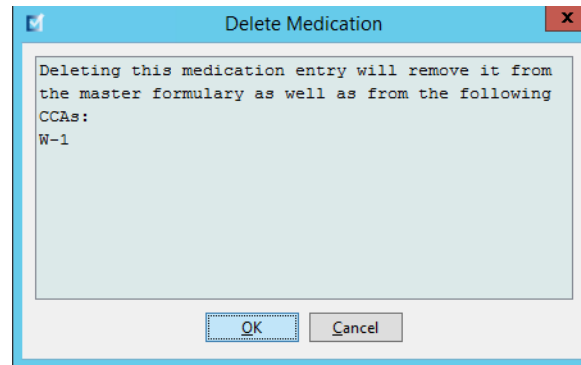 Delete Medication
x
Deleting this medication entry will remove it from
the master formulary as well as from the following
CCAs:
W-1
OK
Cancel